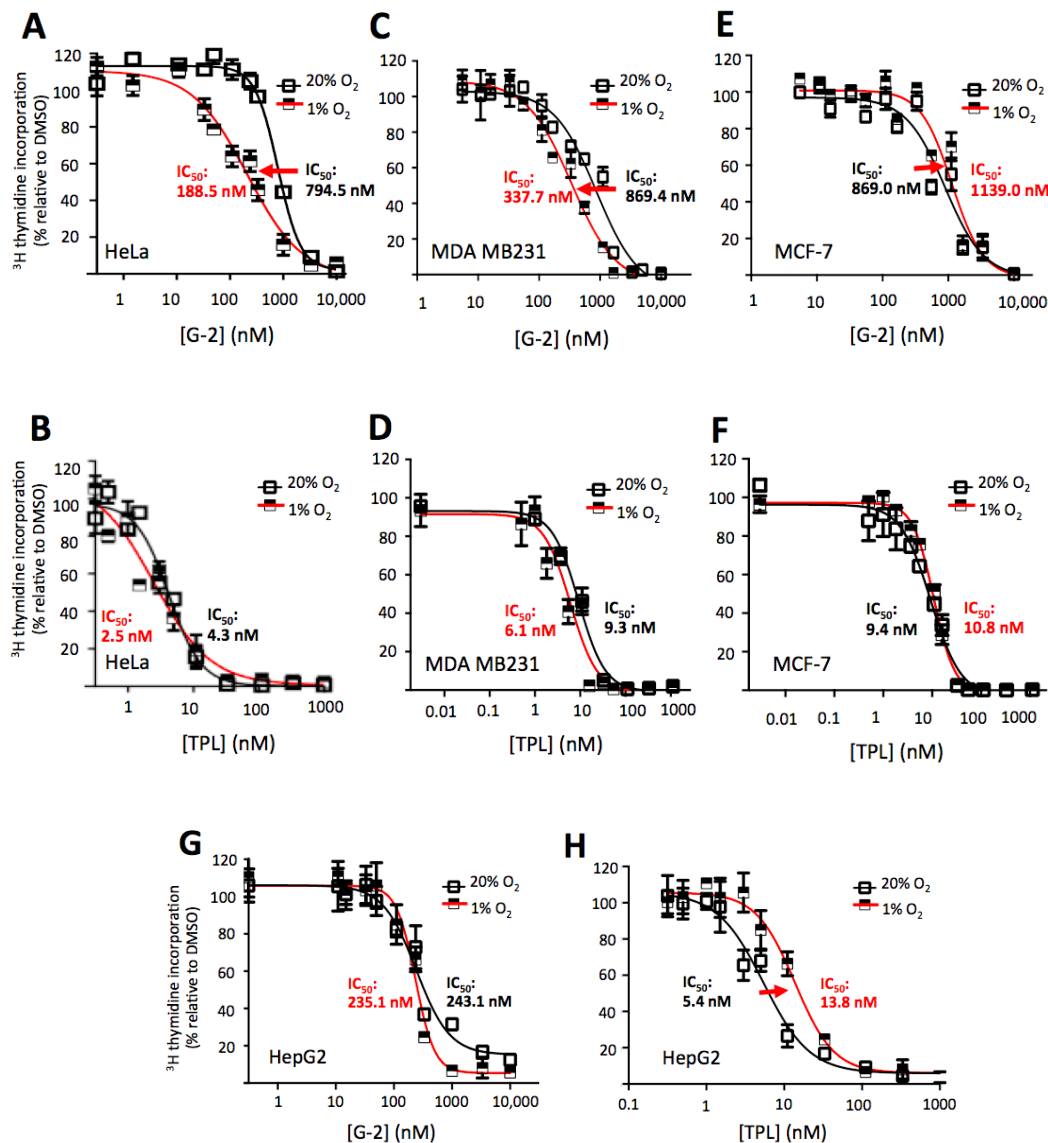 A
³H thymidine incorporation
(% relative to DMSO)
120
100
80
60
40
20
20% O₂
1% O₂
IC₅₀:
188.5 nM
IC₅₀:
794.5 nM
HeLa
1 10 100 1000 10,000
[G-2] (nM)
C
120
100
80
60
40
20
20% O₂
1% O₂
IC₅₀:
337.7 nM
IC₅₀:
869.4 nM
MDA MB231
1 10 100 1000 10,000
[G-2] (nM)
E
120
100
80
60
40
20
20% O₂
1% O₂
IC₅₀:
869.0 nM
IC₅₀:
1139.0 nM
MCF-7
1 10 100 1000 10,000
[G-2] (nM)
B
³H thymidine incorporation
(% relative to DMSO)
120
100
80
60
40
20
20% O₂
1% O₂
IC₅₀:
2.5 nM
IC₅₀:
4.3 nM
HeLa
1 10 100 1000
[TPL] (nM)
D
120
100
80
60
40
20
20% O₂
1% O₂
IC₅₀:
6.1 nM
IC₅₀:
9.3 nM
MDA MB231
0.01 0.1 1 10 100 1000
[TPL] (nM)
F
120
100
80
60
40
20
20% O₂
1% O₂
IC₅₀:
9.4 nM
IC₅₀:
10.8 nM
MCF-7
0.01 0.1 1 10 100 1000
[TPL] (nM)
G
³H thymidine incorporation
(% relative to DMSO)
120
100
80
60
40
20
20% O₂
1% O₂
IC₅₀:
235.1 nM
IC₅₀:
243.1 nM
HepG2
1 10 100 1000 10,000
[G-2] (nM)
H
120
100
80
60
40
20
20% O₂
1% O₂
IC₅₀:
5.4 nM
IC₅₀:
13.8 nM
HepG2
0.1 1 10 100 1000
[TPL] (nM)